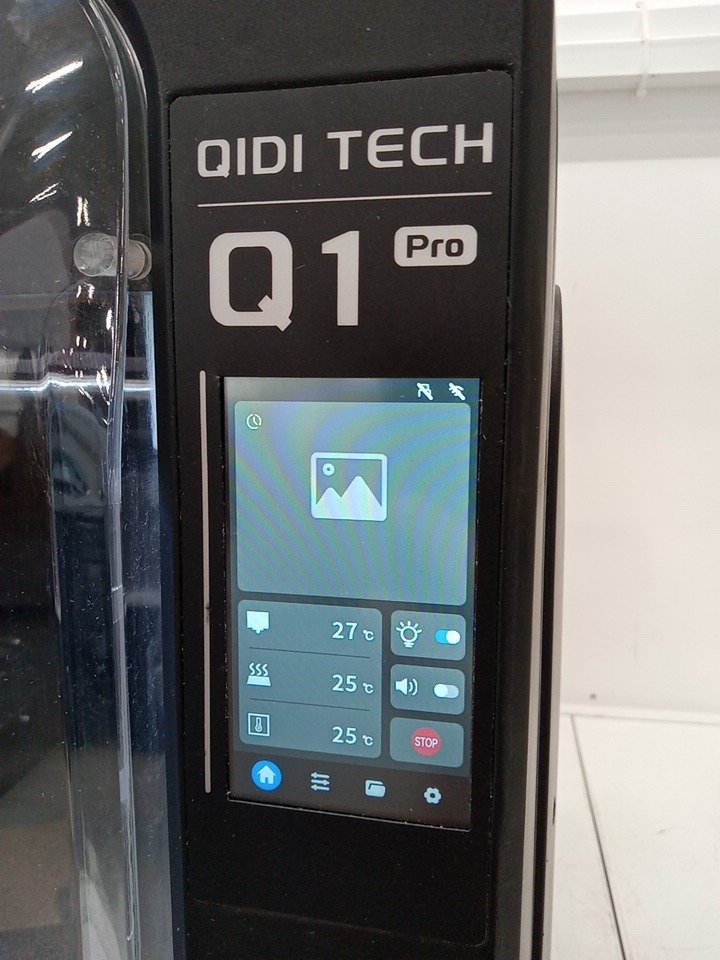 QIDI TECH
Q1 Pro
27 °C
25 °C
25 °C
STOP